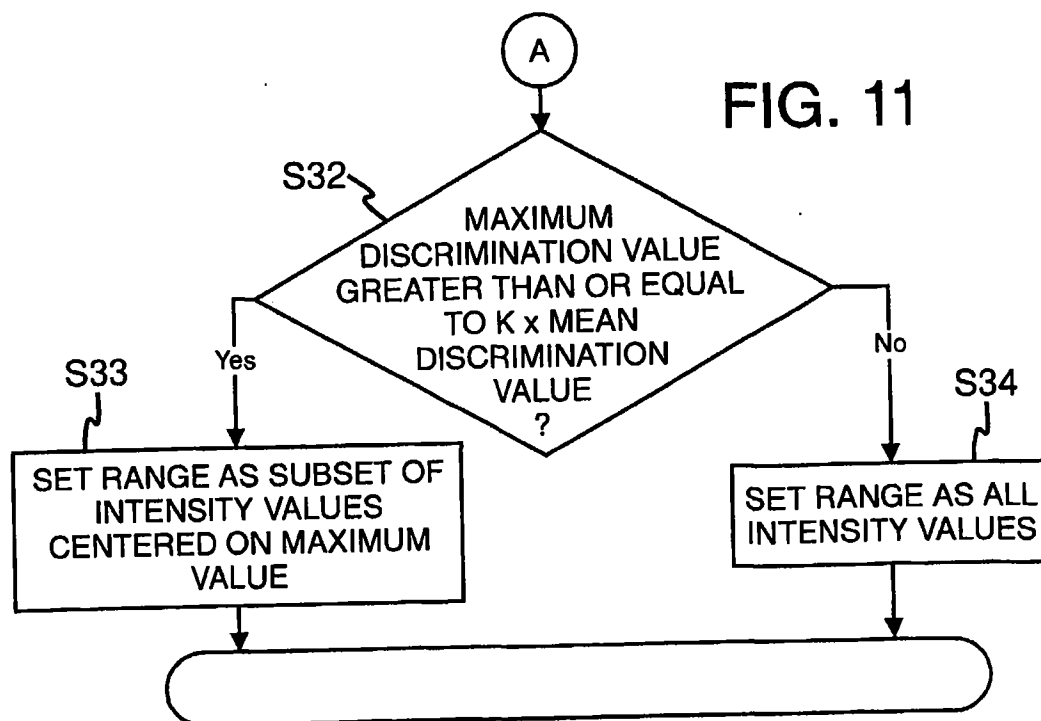 A
FIG. 11
S32
MAXIMUM
DISCRIMINATION VALUE
GREATER THAN OR EQUAL
TO K x MEAN
DISCRIMINATION
VALUE
?
Yes
No
S33
S34
SET RANGE AS SUBSET OF
INTENSITY VALUES
CENTERED ON MAXIMUM
VALUE
SET RANGE AS ALL
INTENSITY VALUES